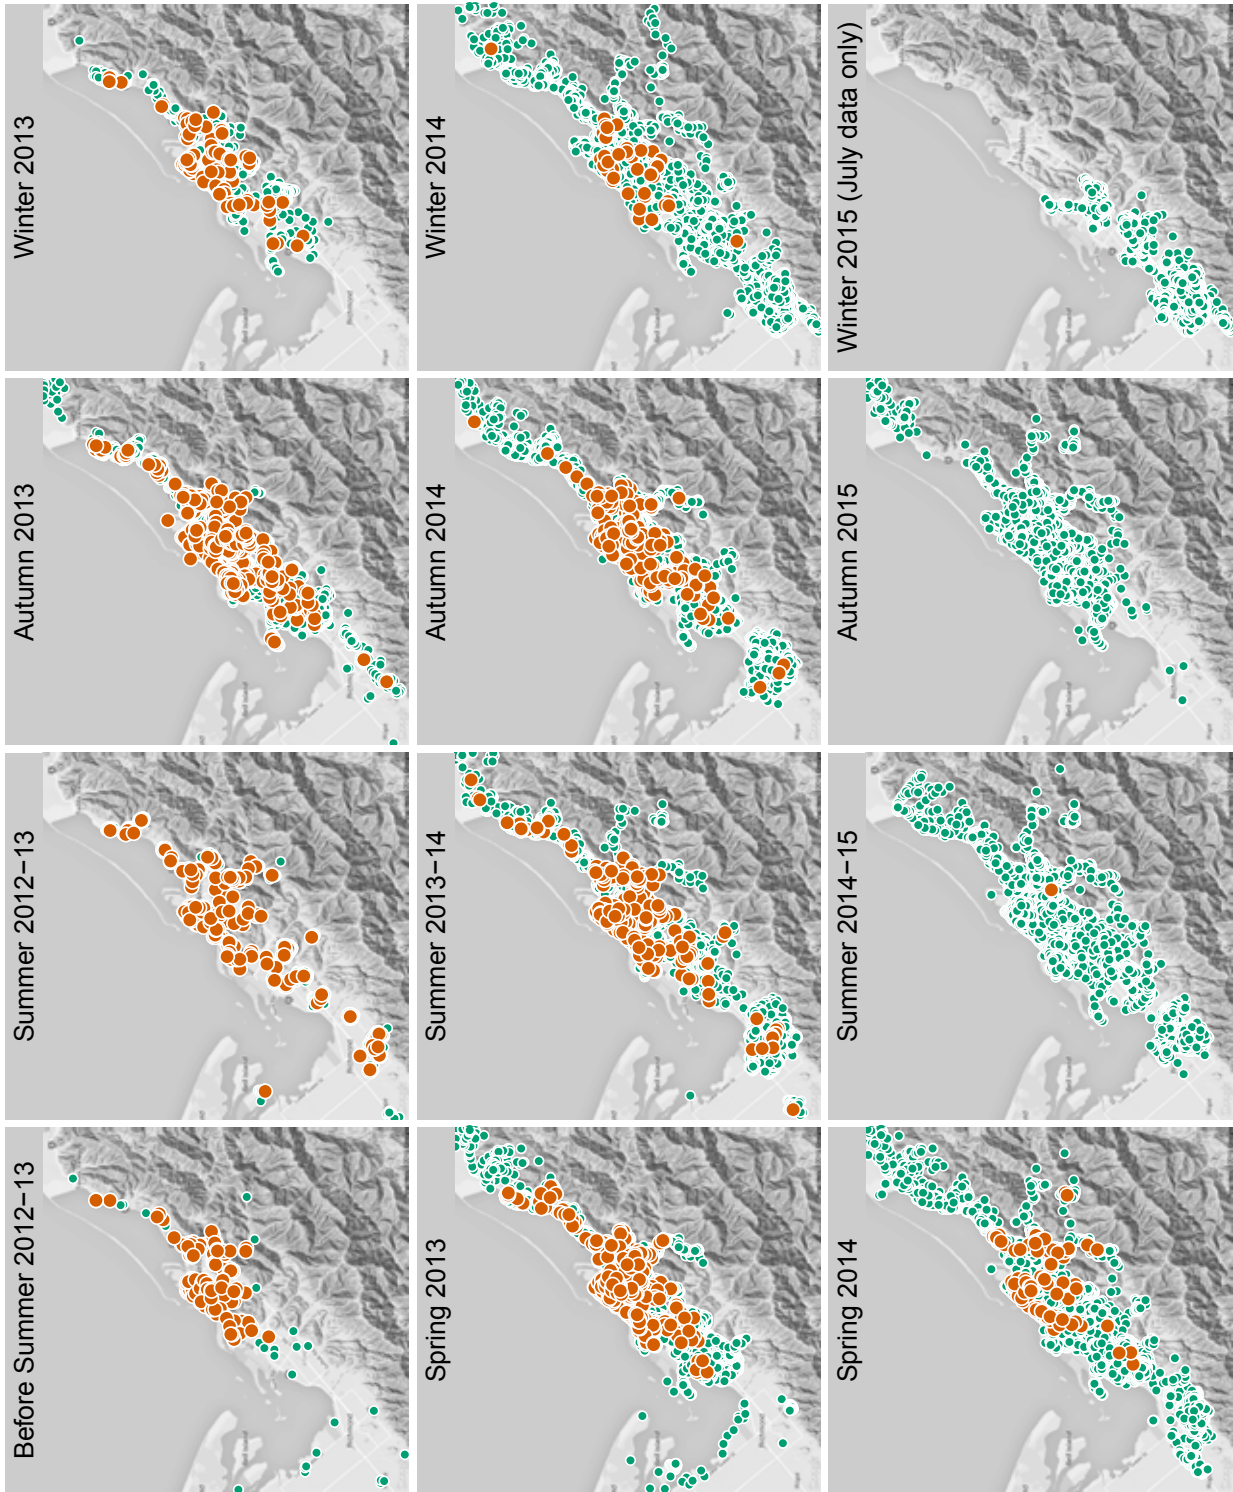 Before Summer 2012−13
Summer 2012−13
Autumn 2013
Winter 2013
Spring 2013
Summer 2013−14
Autumn 2014
Winter 2014
Spring 2014
Summer 2014−15
Autumn 2015
Winter 2015 (July data only)